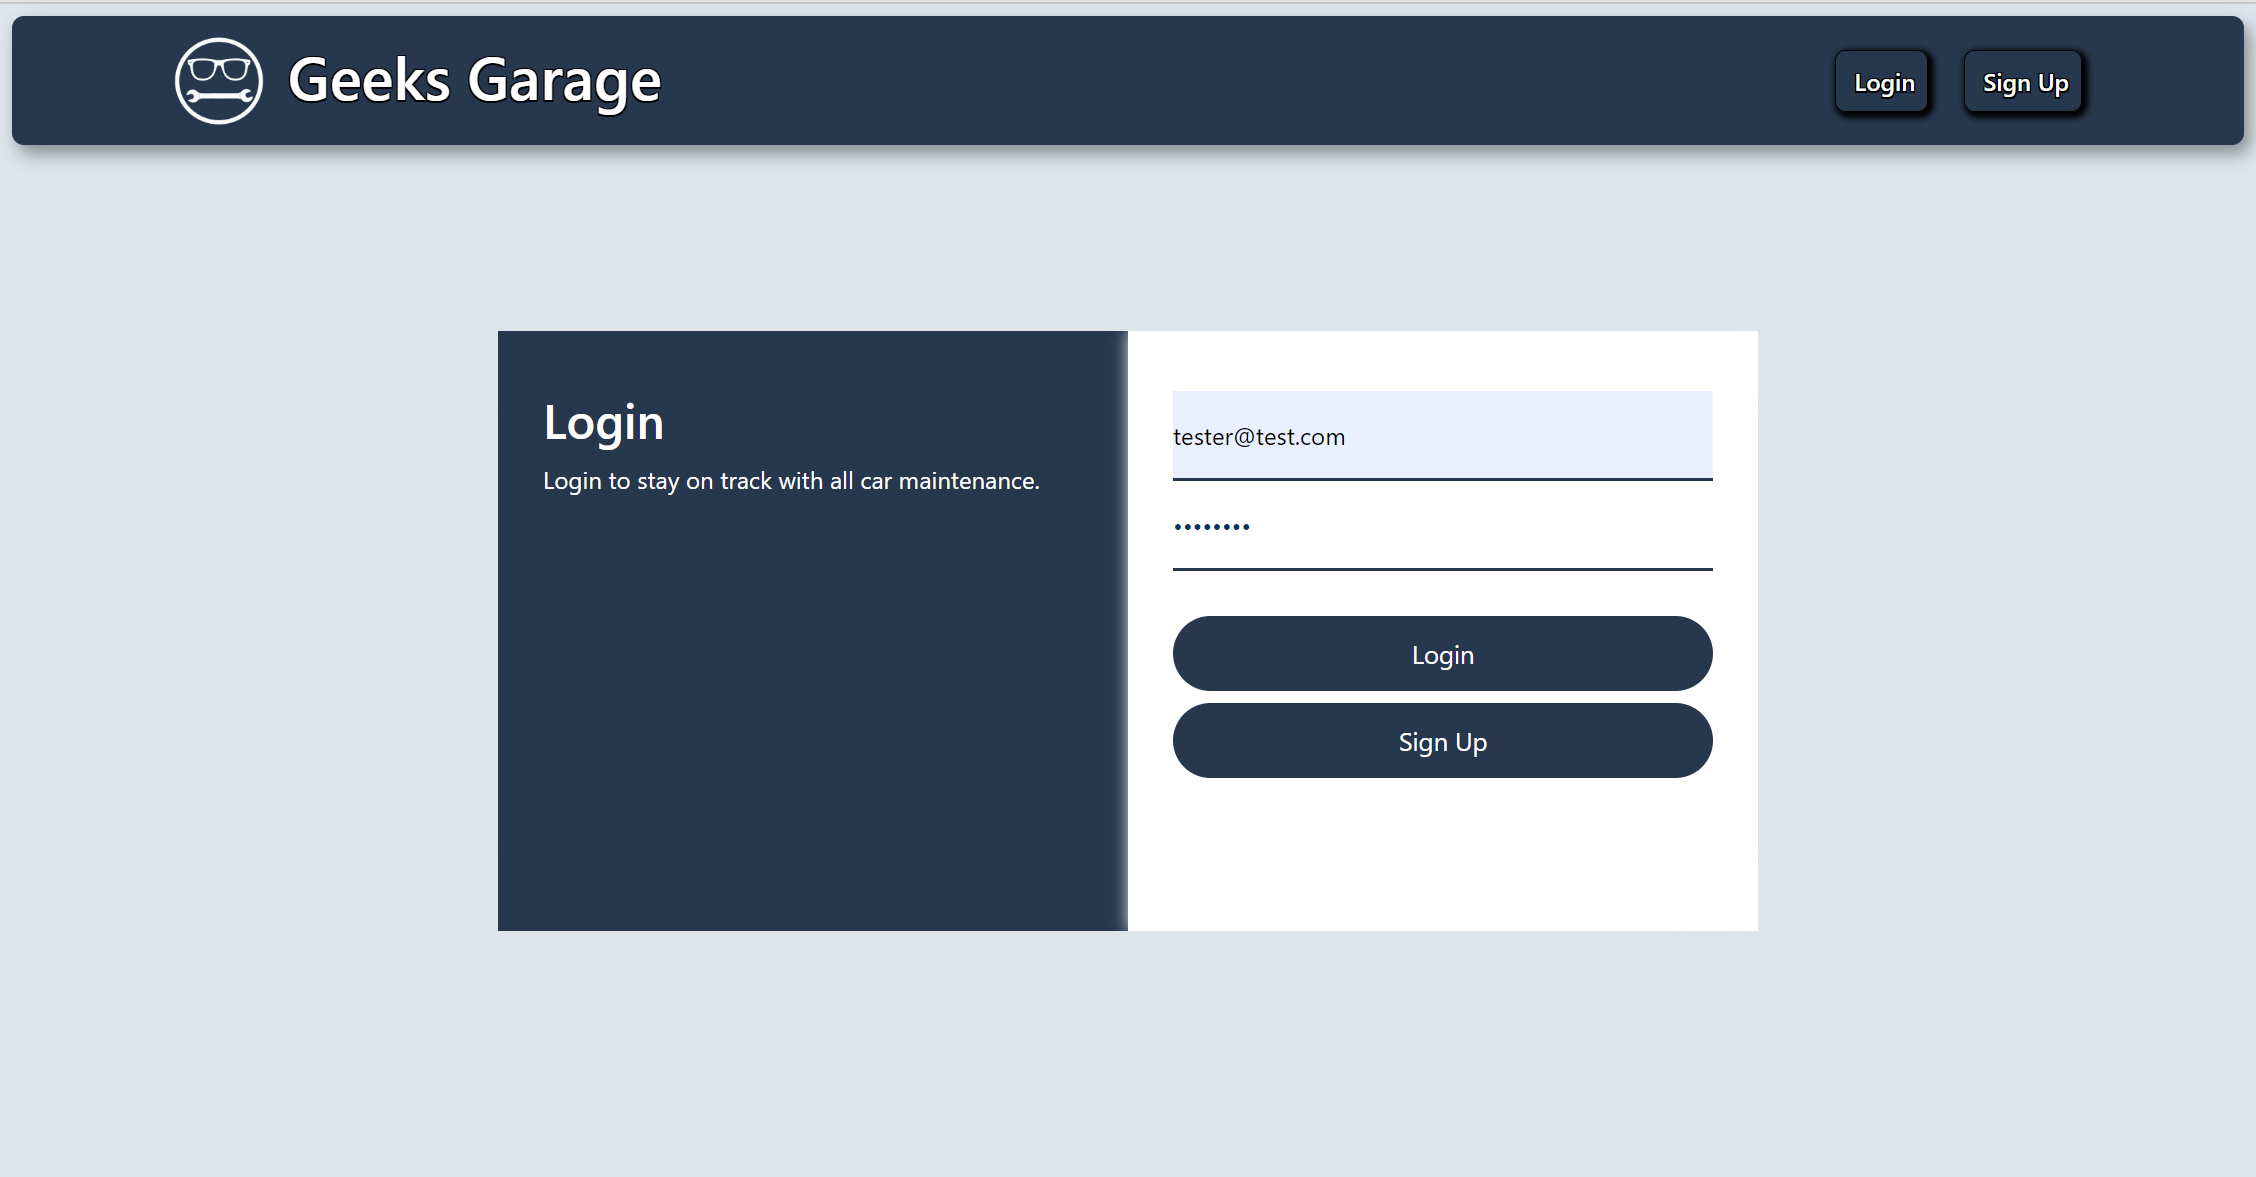 Geeks Garage
Login
Sign Up
Login
Login to stay on track with all car maintenance.
tester@test.com
••••••••
Login
Sign Up